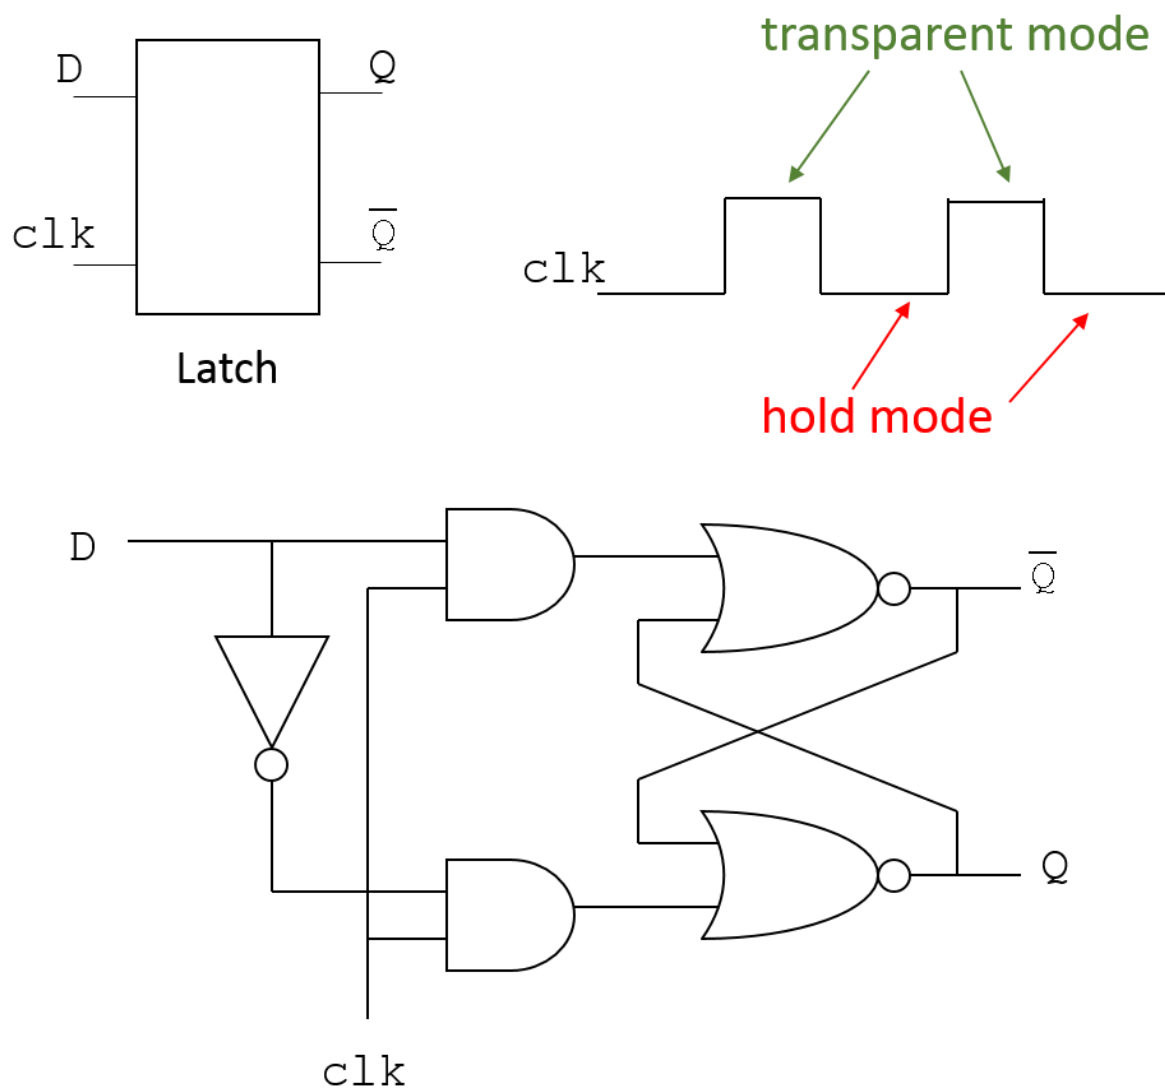 transparent mode
D
Q
clk
Q̅
clk
Latch
hold mode
D
Q̅
Q
clk